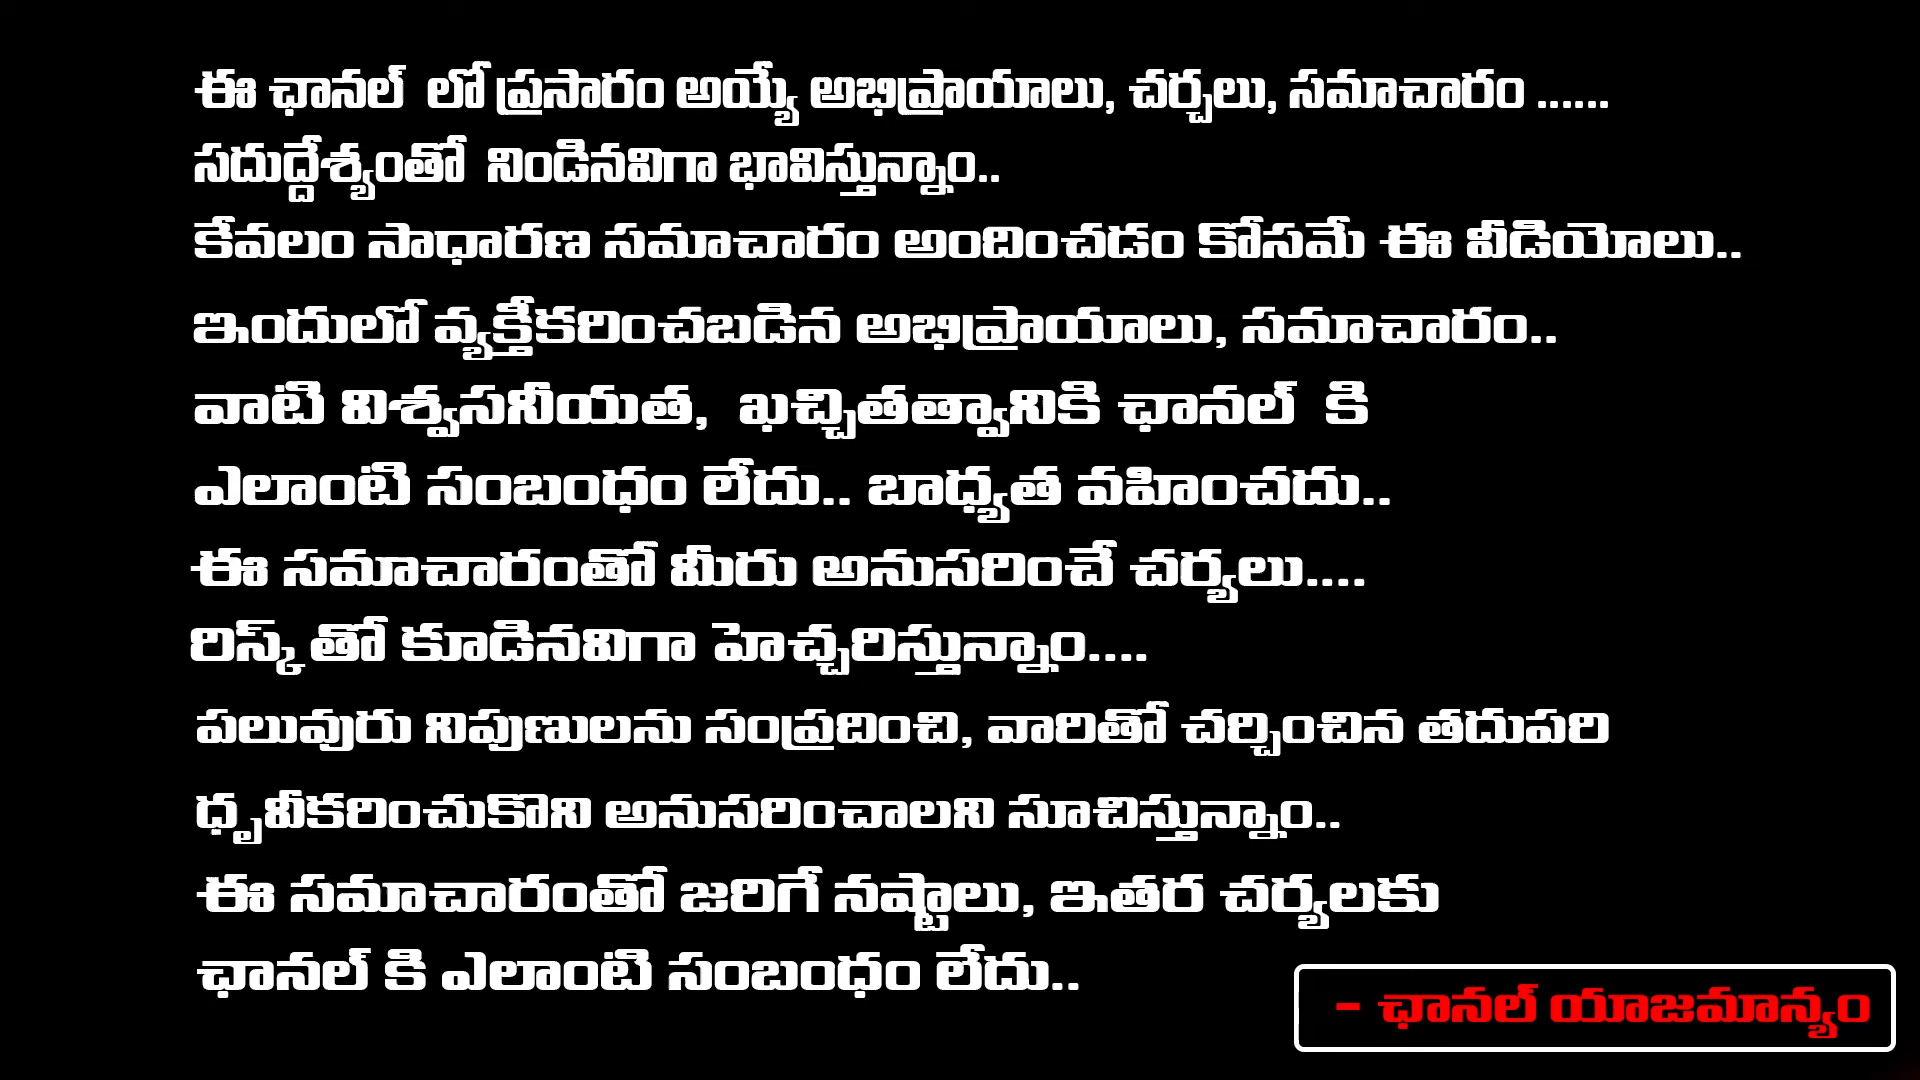 ఈ ఛానల్ లో ప్రసారం అయ్యే అభిప్రాయాలు, చర్చలు, సమాచారం ......
సదుద్దేశ్యంతో నిండినవిగా భావిస్తున్నాం..
కేవలం సాధారణ సమాచారం అందించడం కోసమే ఈ వీడియోలు..
ఇందులో వ్యక్తీకరించబడిన అభిప్రాయాలు, సమాచారం..
వాటి విశ్వసనీయత, ఖచ్చితత్వానికి ఛానల్ కి
ఎలాంటి సంబంధం లేదు.. బాధ్యత వహించదు..
ఈ సమాచారంతో మీరు అనుసరించే చర్యలు....
రిస్క్ తో కూడినవిగా హెచ్చరిస్తున్నాం....
పలువురు నిపుణులను సంప్రదించి, వారితో చర్చించిన తదుపరి
ధృవీకరించుకొని అనుసరించాలని సూచిస్తున్నాం..
ఈ సమాచారంతో జరిగే నష్టాలు, ఇతర చర్యలకు
ఛానల్ కి ఎలాంటి సంబంధం లేదు..
- ఛానల్ యాజమాన్యం